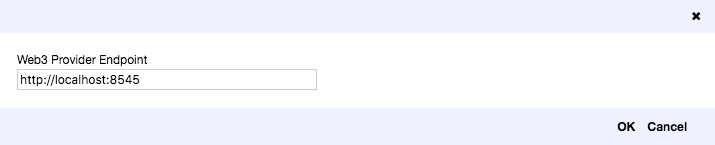 Web3 Provider Endpoint
http://localhost:8545
OK Cancel